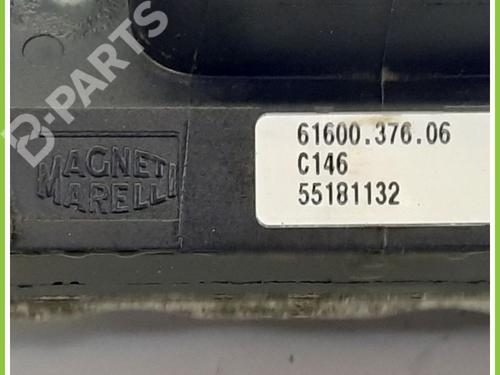 B-PARTS
MAGNETI
MARELLI
61600.376.06
C146
55181132